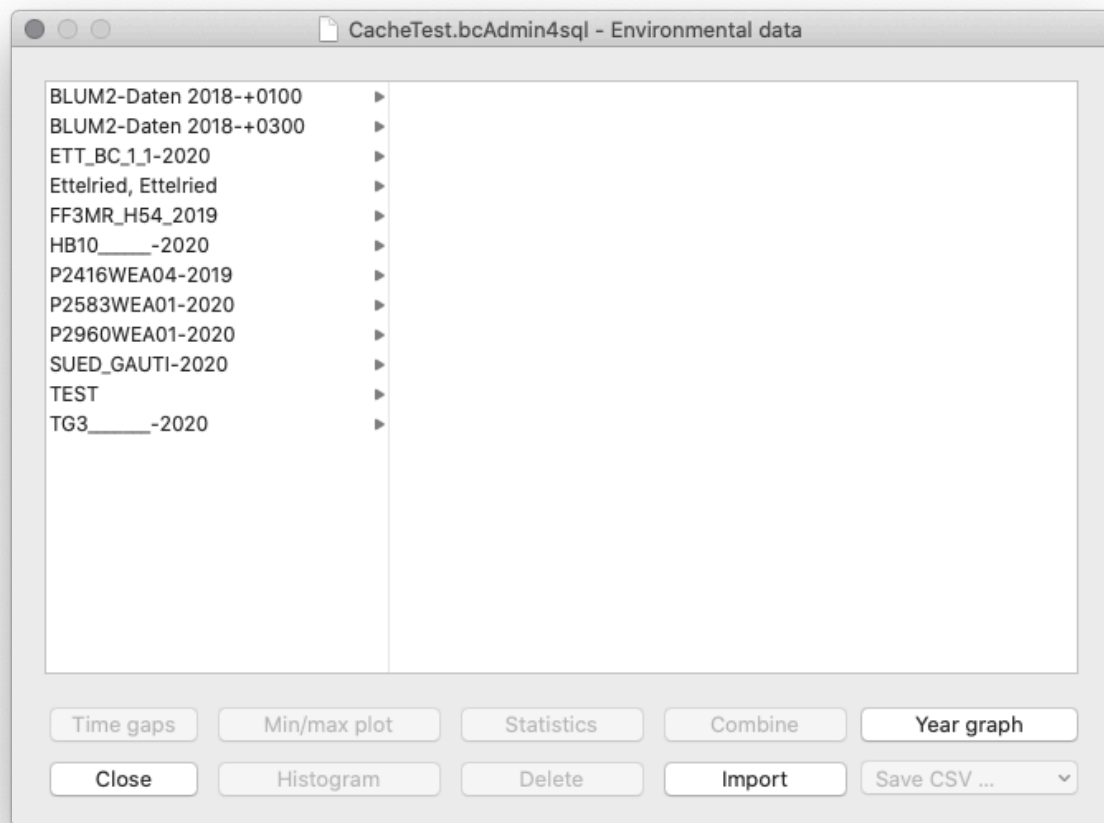 CacheTest.bcAdmin4sql - Environmental data
BLUM2-Daten 2018-+0100
BLUM2-Daten 2018-+0300
ETT_BC_1_1-2020
Ettelried, Ettelried
FF3MR_H54_2019
HB10______-2020
P2416WEA04-2019
P2583WEA01-2020
P2960WEA01-2020
SUED_GAUTI-2020
TEST
TG3_______-2020
Time gaps Min/max plot Statistics Combine Year graph
Close Histogram Delete Import Save CSV ...